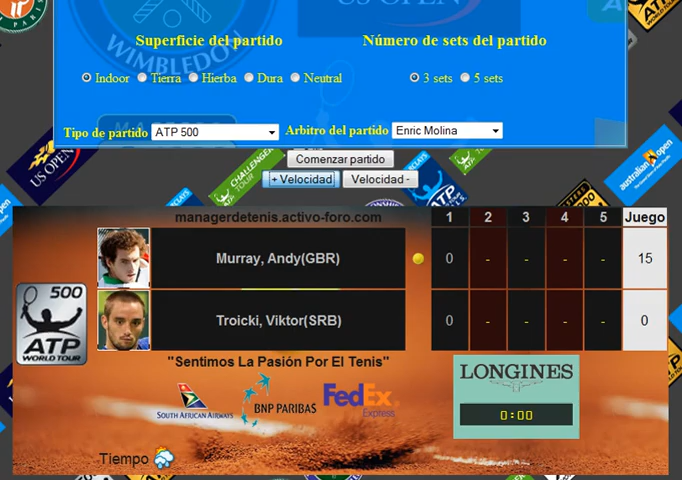 PARIS
WIMBLEDON
US OPEN
ATP
Superficie del partido
Número de sets del partido
Indoor Tierra Hierba Dura Neutral
3 sets 5 sets
Tipo de partido ATP 500
Arbitro del partido Enric Molina
US OPEN
CHALLENGER
TOUR
ATP
australian open
Comenzar partido
+ Velocidad Velocidad -
managerdetenis.activo-foro.com
1 2 3 4 5 Juego
Murray, Andy(GBR) 0 - - - - 15
Troicki, Viktor(SRB) 0 - - - - 0
500
ATP
WORLD TOUR
"Sentimos La Pasión Por El Tenis"
SOUTH AFRICAN AIRWAYS
BNP PARIBAS
FedEx
Express
LONGINES
0:00
Tiempo